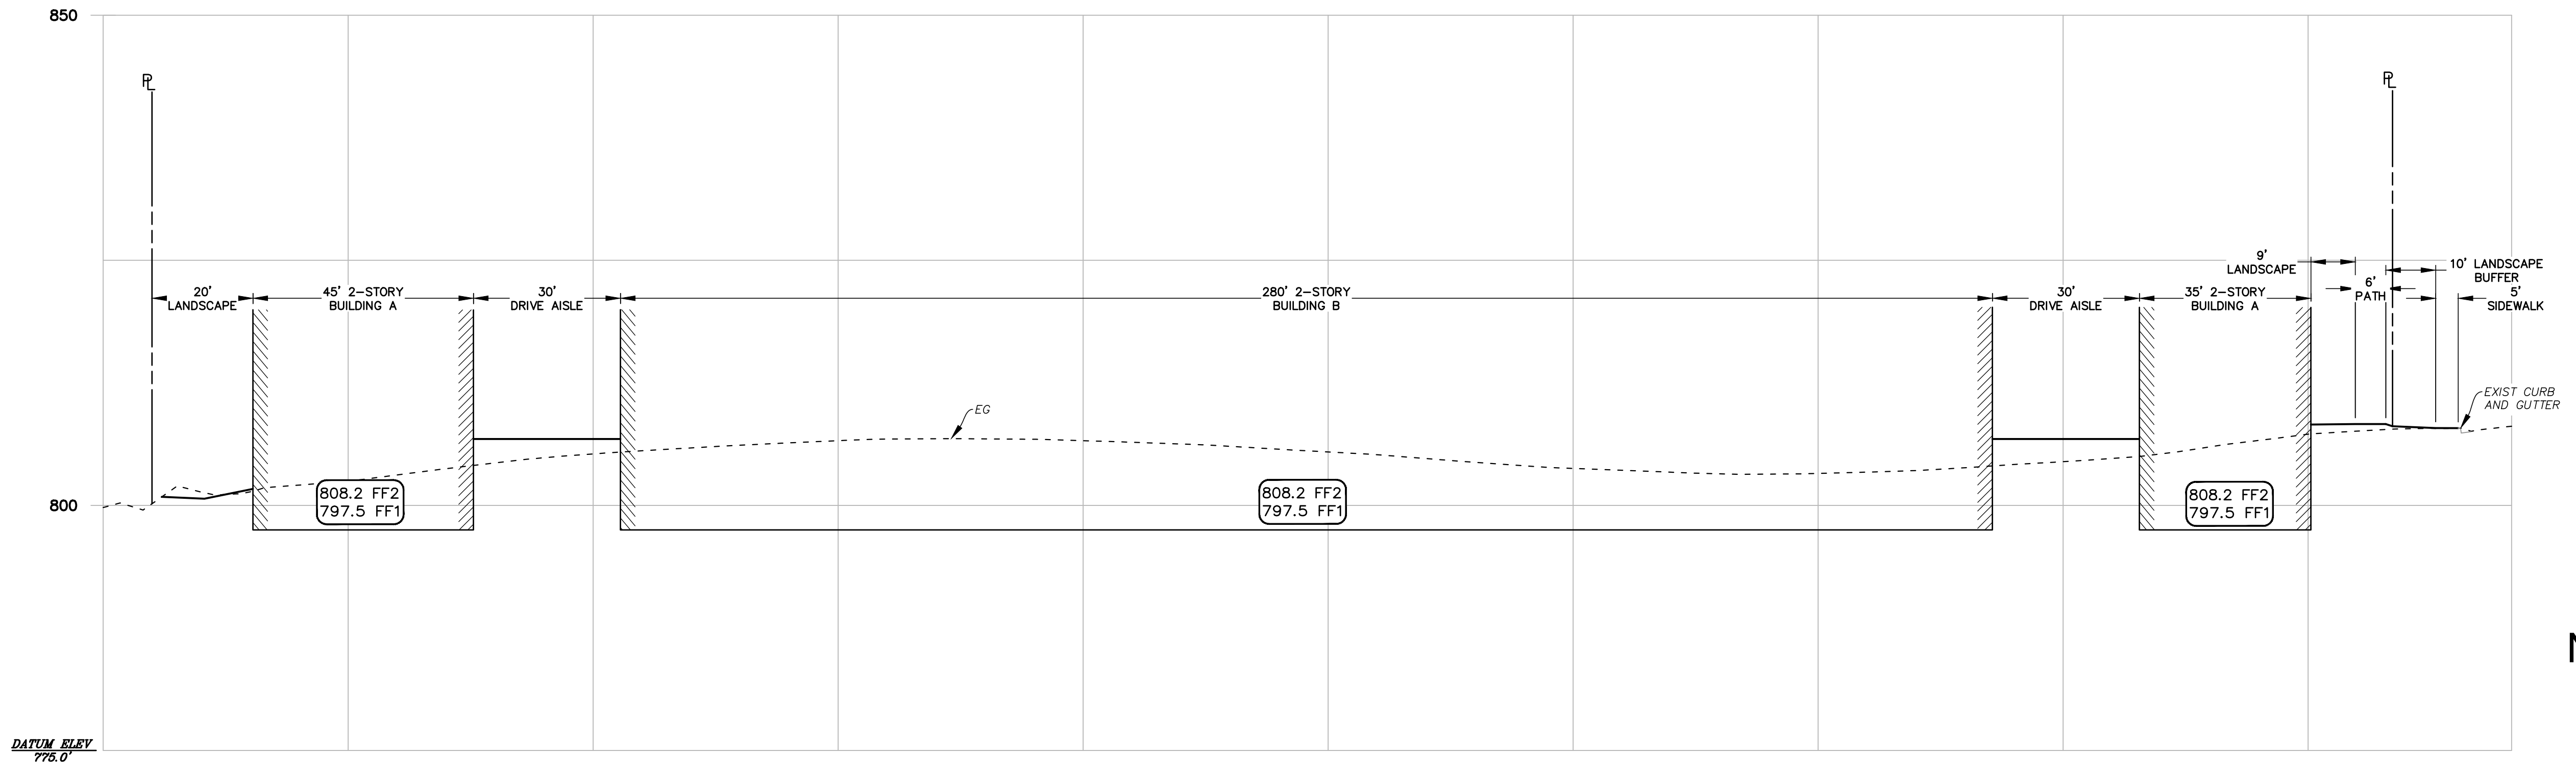 850
PL
PL
9'
LANDSCAPE
10' LANDSCAPE
BUFFER
6'
PATH
5'
SIDEWALK
20'
LANDSCAPE
45' 2-STORY
BUILDING A
30'
DRIVE AISLE
280' 2-STORY
BUILDING B
30'
DRIVE AISLE
35' 2-STORY
BUILDING A
EXIST CURB
AND GUTTER
EG
800
808.2 FF2
797.5 FF1
808.2 FF2
797.5 FF1
808.2 FF2
797.5 FF1
DATUM ELEV
775.0'